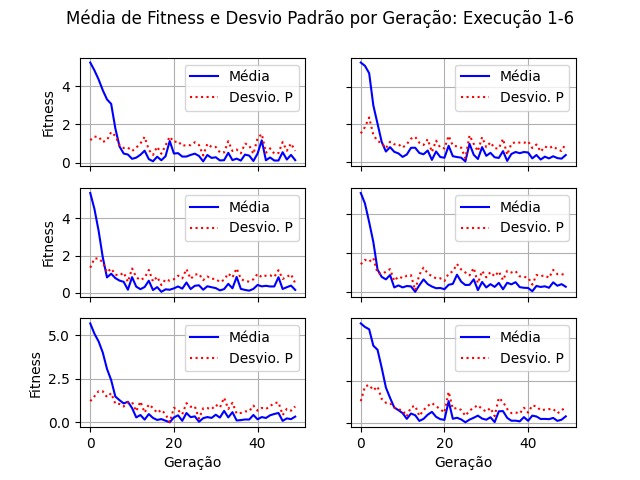 Média de Fitness e Desvio Padrão por Geração: Execução 1-6
Fitness
4
2
0
Média
Desvio. P
Média
Desvio. P
Fitness
4
2
0
Média
Desvio. P
Média
Desvio. P
Fitness
5.0
2.5
0.0
Média
Desvio. P
Média
Desvio. P
0 20 40
0 20 40
Geração
Geração